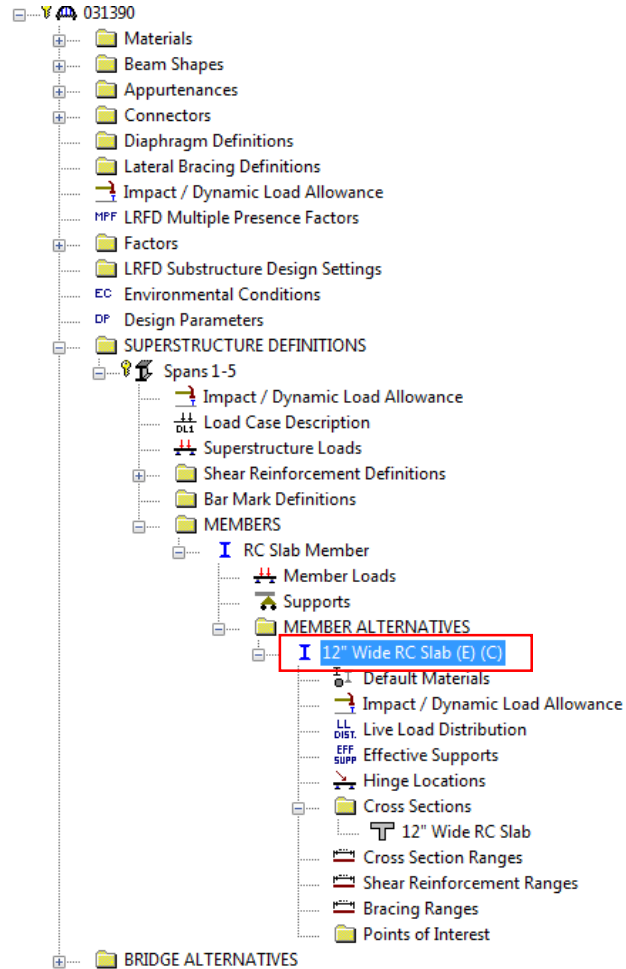 031390
Materials
Beam Shapes
Appurtenances
Connectors
Diaphragm Definitions
Lateral Bracing Definitions
Impact / Dynamic Load Allowance
MPF LRFD Multiple Presence Factors
Factors
LRFD Substructure Design Settings
EC Environmental Conditions
DP Design Parameters
SUPERSTRUCTURE DEFINITIONS
Spans 1-5
Impact / Dynamic Load Allowance
DL1 Load Case Description
Superstructure Loads
Shear Reinforcement Definitions
Bar Mark Definitions
MEMBERS
RC Slab Member
Member Loads
Supports
MEMBER ALTERNATIVES
12" Wide RC Slab (E) (C)
Default Materials
Impact / Dynamic Load Allowance
LL DIST. Live Load Distribution
EFF SUPP Effective Supports
Hinge Locations
Cross Sections
12" Wide RC Slab
Cross Section Ranges
Shear Reinforcement Ranges
Bracing Ranges
Points of Interest
BRIDGE ALTERNATIVES